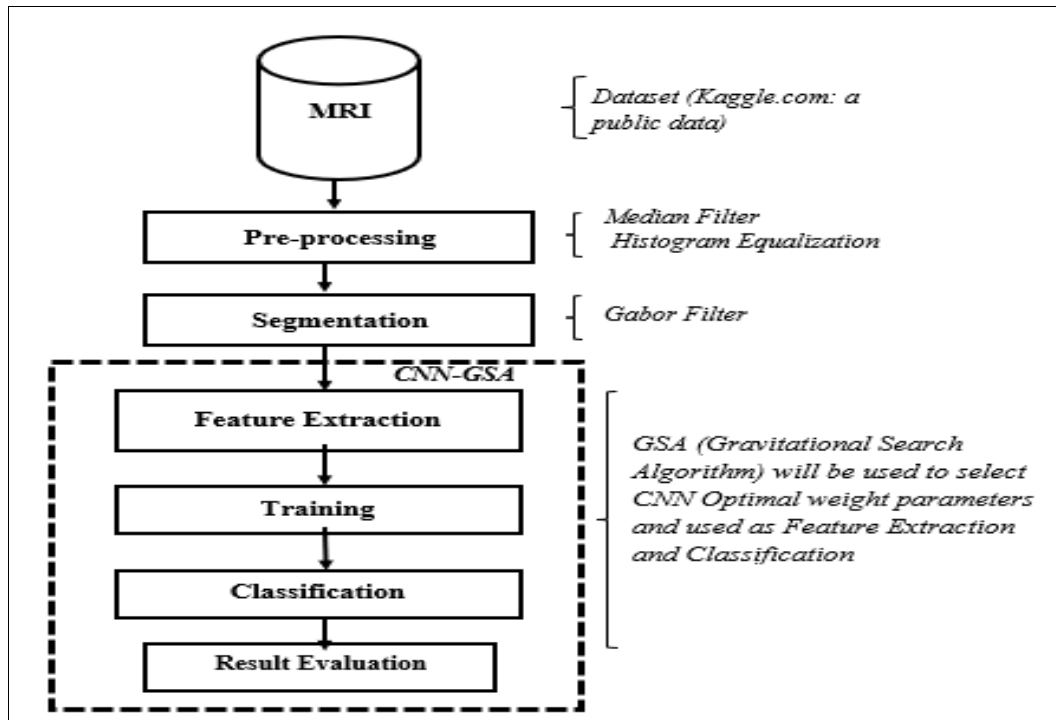 MRI
Dataset (Kaggle.com: a
public data)
Pre-processing
Median Filter
Histogram Equalization
Segmentation
Gabor Filter
CNN-GSA
Feature Extraction
Training
Classification
Result Evaluation
GSA (Gravitational Search
Algorithm) will be used to select
CNN Optimal weight parameters
and used as Feature Extraction
and Classification